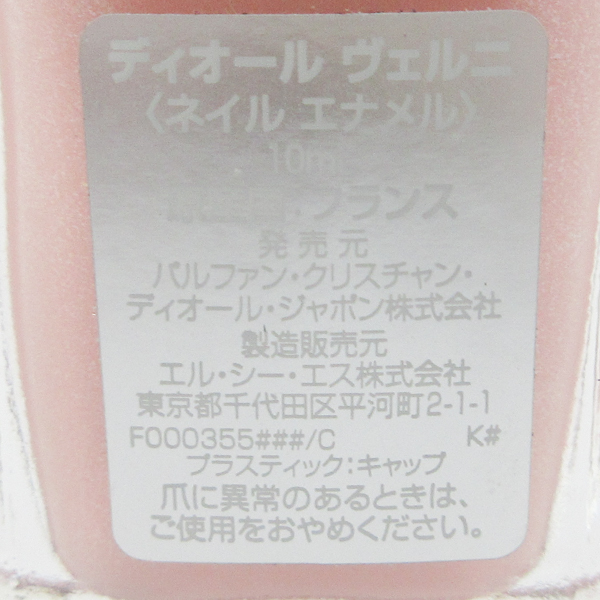 ディオール ヴェルニ
〈ネイル エナメル〉
10m
原産国:フランス
発売元
パルファン・クリスチャン・
ディオール・ジャポン株式会社
製造販売元
エル・シー・エス株式会社
東京都千代田区平河町2-1-1
F000355###/C K#
プラスティック:キャップ
爪に異常のあるときは、
ご使用をおやめください。